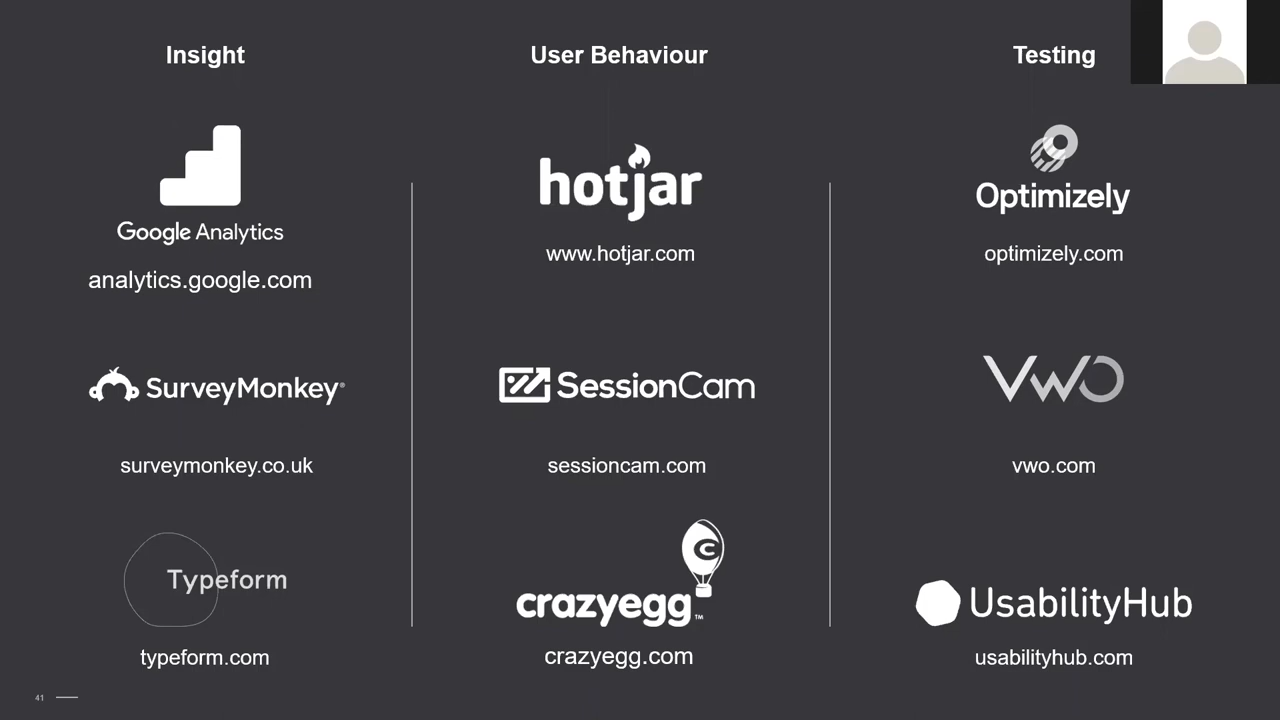 Insight
Google Analytics
analytics.google.com
SurveyMonkey®
surveymonkey.co.uk
Typeform
typeform.com
User Behaviour
hotjar
www.hotjar.com
SessionCam
sessioncam.com
C
crazyegg™
crazyegg.com
Testing
Optimizely
optimizely.com
VWO
vwo.com
UsabilityHub
usabilityhub.com
41